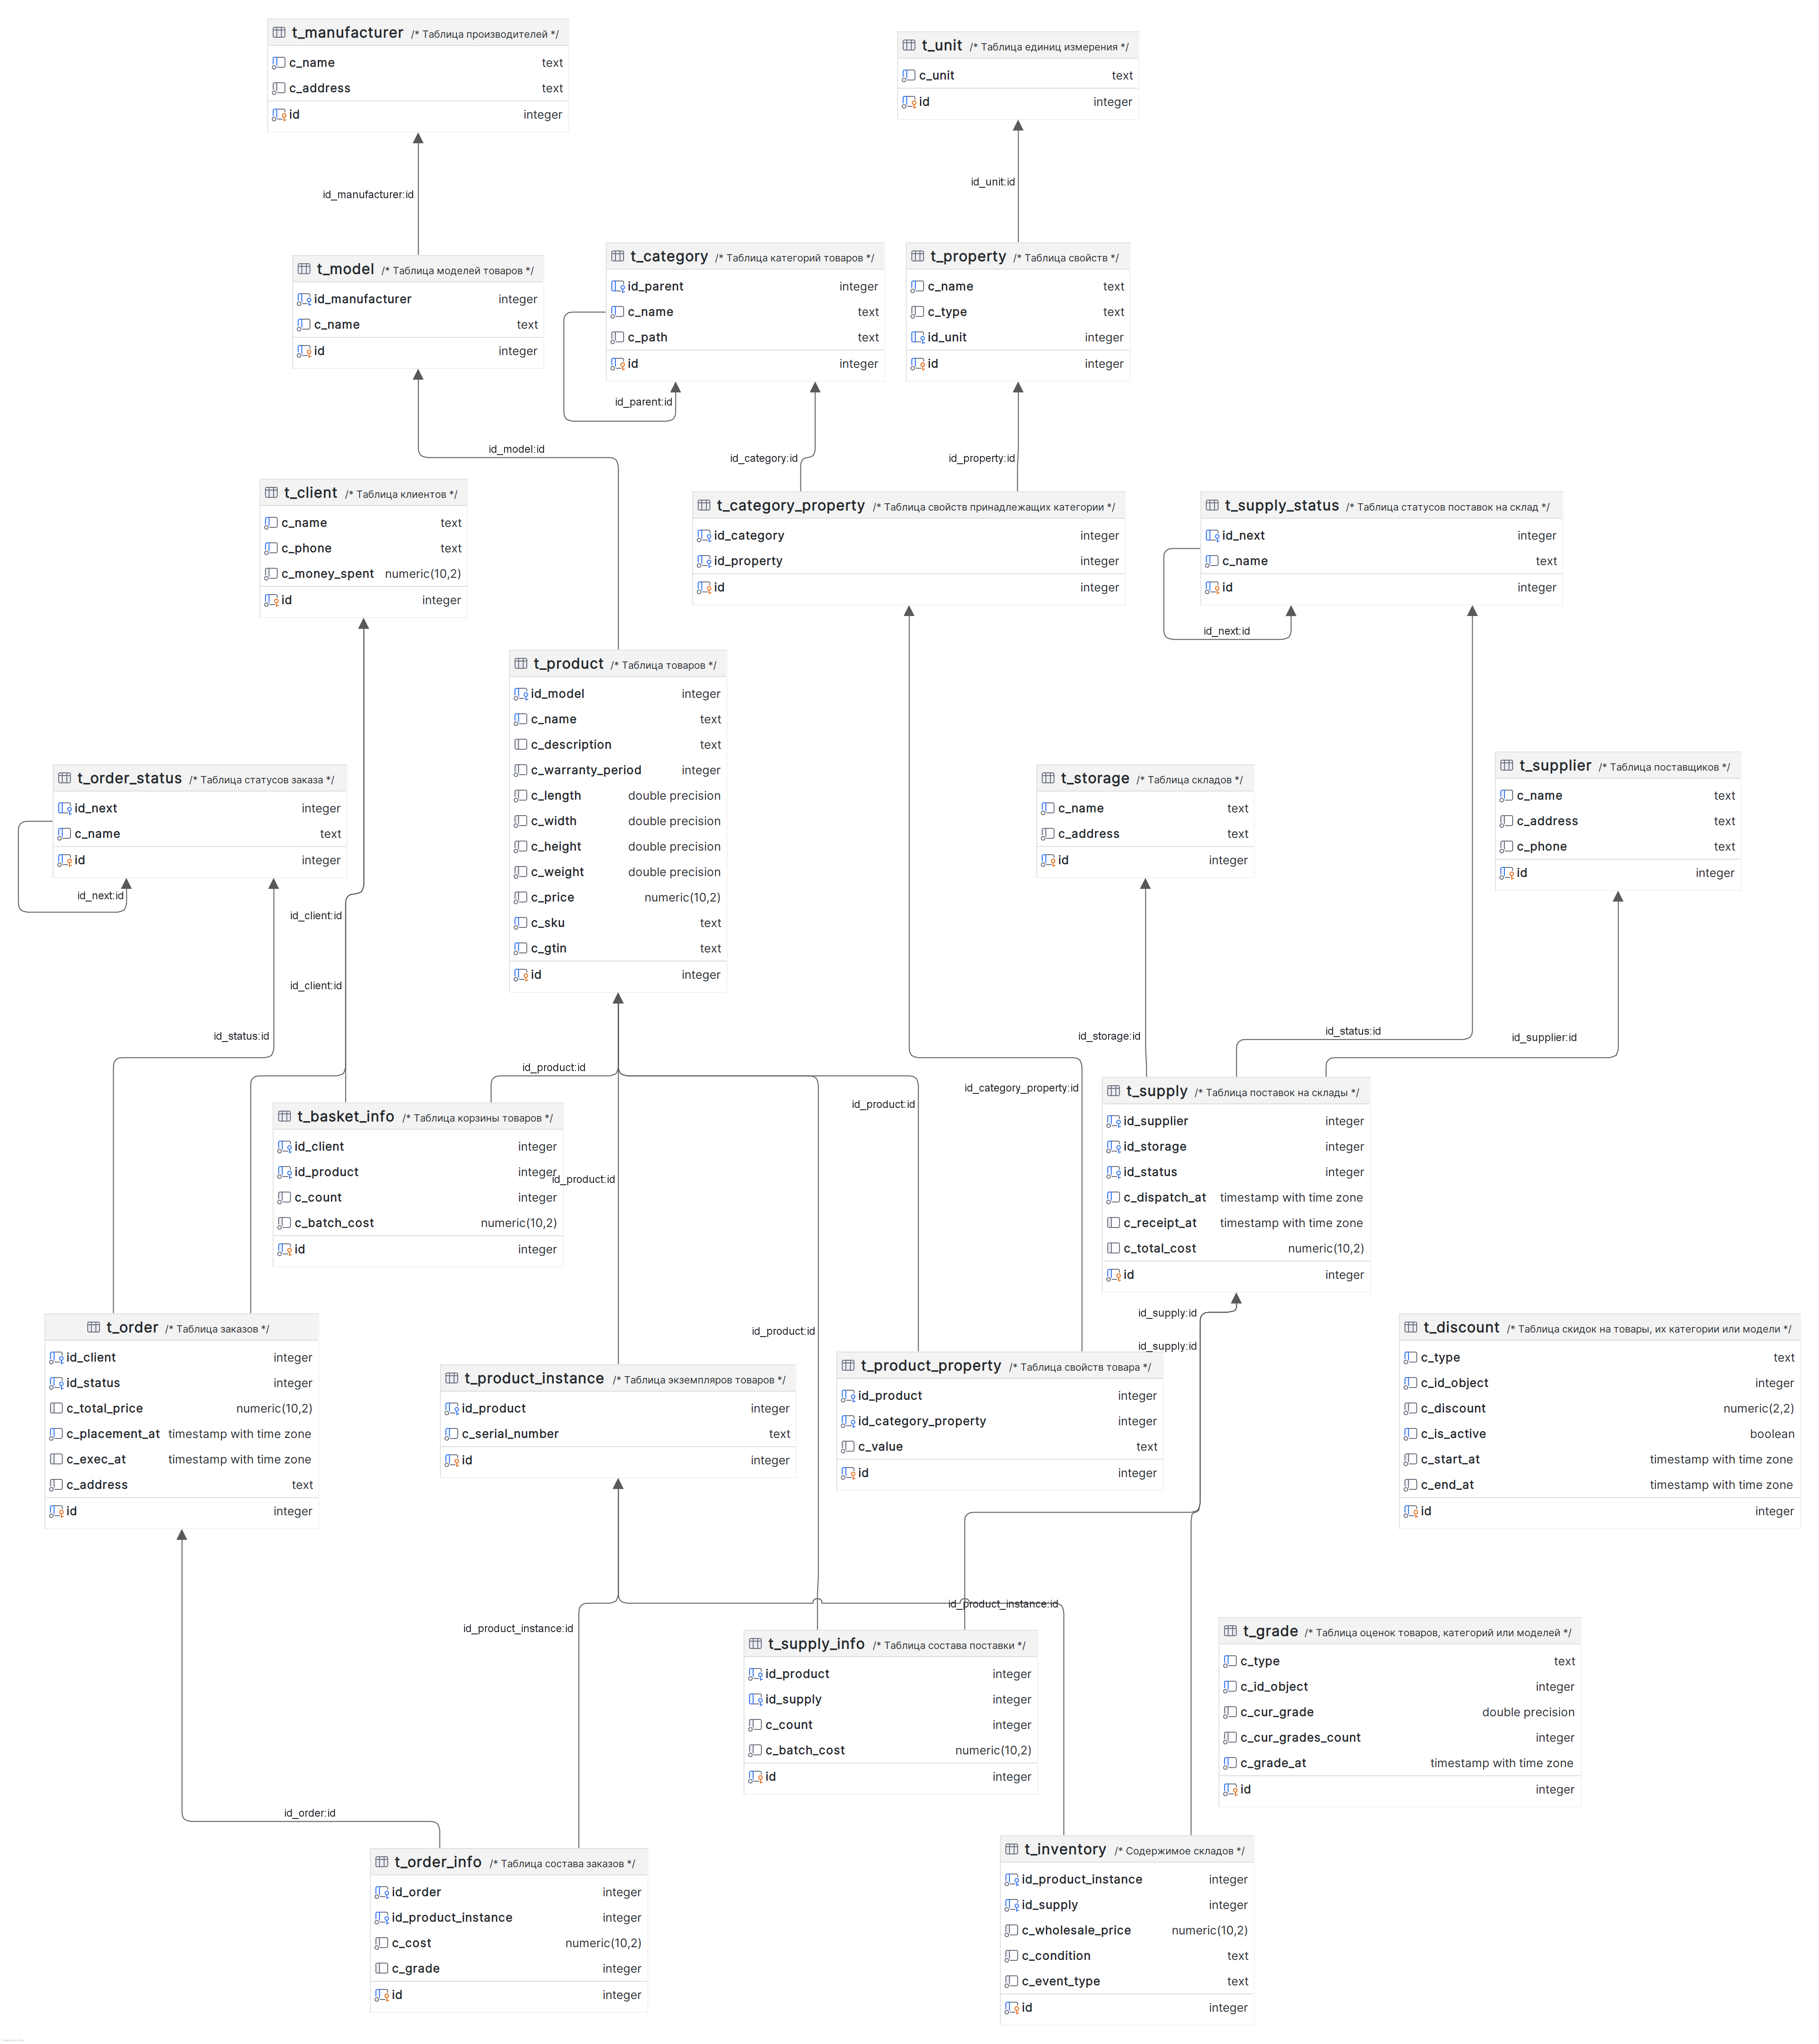 t_manufacturer /* Таблица производителей */
c_name text
c_address text
id integer
t_unit /* Таблица единиц измерения */
c_unit text
id integer
id_manufacturer:id
id_unit:id
t_model /* Таблица моделей товаров */
id_manufacturer integer
c_name text
id integer
t_category /* Таблица категорий товаров */
id_parent integer
c_name text
c_path text
id integer
id_parent:id
t_property /* Таблица свойств */
c_name text
c_type text
id_unit integer
id integer
id_model:id
id_category:id
id_property:id
t_client /* Таблица клиентов */
c_name text
c_phone text
c_money_spent numeric(10,2)
id integer
t_category_property /* Таблица свойств принадлежащих категории */
id_category integer
id_property integer
id integer
t_supply_status /* Таблица статусов поставок на склад */
id_next integer
c_name text
id integer
id_next:id
t_product /* Таблица товаров */
id_model integer
c_name text
c_description text
c_warranty_period integer
c_length double precision
c_width double precision
c_height double precision
c_weight double precision
c_price numeric(10,2)
c_sku text
c_gtin text
id integer
t_order_status /* Таблица статусов заказа */
id_next integer
c_name text
id integer
id_next:id
t_storage /* Таблица складов */
c_name text
c_address text
id integer
t_supplier /* Таблица поставщиков */
c_name text
c_address text
c_phone text
id integer
id_client:id
id_client:id
id_status:id
id_storage:id
id_status:id
id_supplier:id
id_product:id
id_category_property:id
id_product:id
t_basket_info /* Таблица корзины товаров */
id_client integer
id_product integer
c_count integer
c_batch_cost numeric(10,2)
id integer
id_product:id
t_supply /* Таблица поставок на склады */
id_supplier integer
id_storage integer
id_status integer
c_dispatch_at timestamp with time zone
c_receipt_at timestamp with time zone
c_total_cost numeric(10,2)
id integer
id_supply:id
id_product:id
id_supply:id
t_order /* Таблица заказов */
id_client integer
id_status integer
c_total_price numeric(10,2)
c_placement_at timestamp with time zone
c_exec_at timestamp with time zone
c_address text
id integer
t_product_instance /* Таблица экземпляров товаров */
id_product integer
c_serial_number text
id integer
t_product_property /* Таблица свойств товара */
id_product integer
id_category_property integer
c_value text
id integer
t_discount /* Таблица скидок на товары, их категории или модели */
c_type text
c_id_object integer
c_discount numeric(2,2)
c_is_active boolean
c_start_at timestamp with time zone
c_end_at timestamp with time zone
id integer
id_product_instance:id
id_product_instance:id
t_supply_info /* Таблица состава поставки */
id_product integer
id_supply integer
c_count integer
c_batch_cost numeric(10,2)
id integer
t_grade /* Таблица оценок товаров, категорий или моделей */
c_type text
c_id_object integer
c_cur_grade double precision
c_cur_grades_count integer
c_grade_at timestamp with time zone
id integer
id_order:id
t_order_info /* Таблица состава заказов */
id_order integer
id_product_instance integer
c_cost numeric(10,2)
c_grade integer
id integer
t_inventory /* Содержимое складов */
id_product_instance integer
id_supply integer
c_wholesale_price numeric(10,2)
c_condition text
c_event_type text
id integer